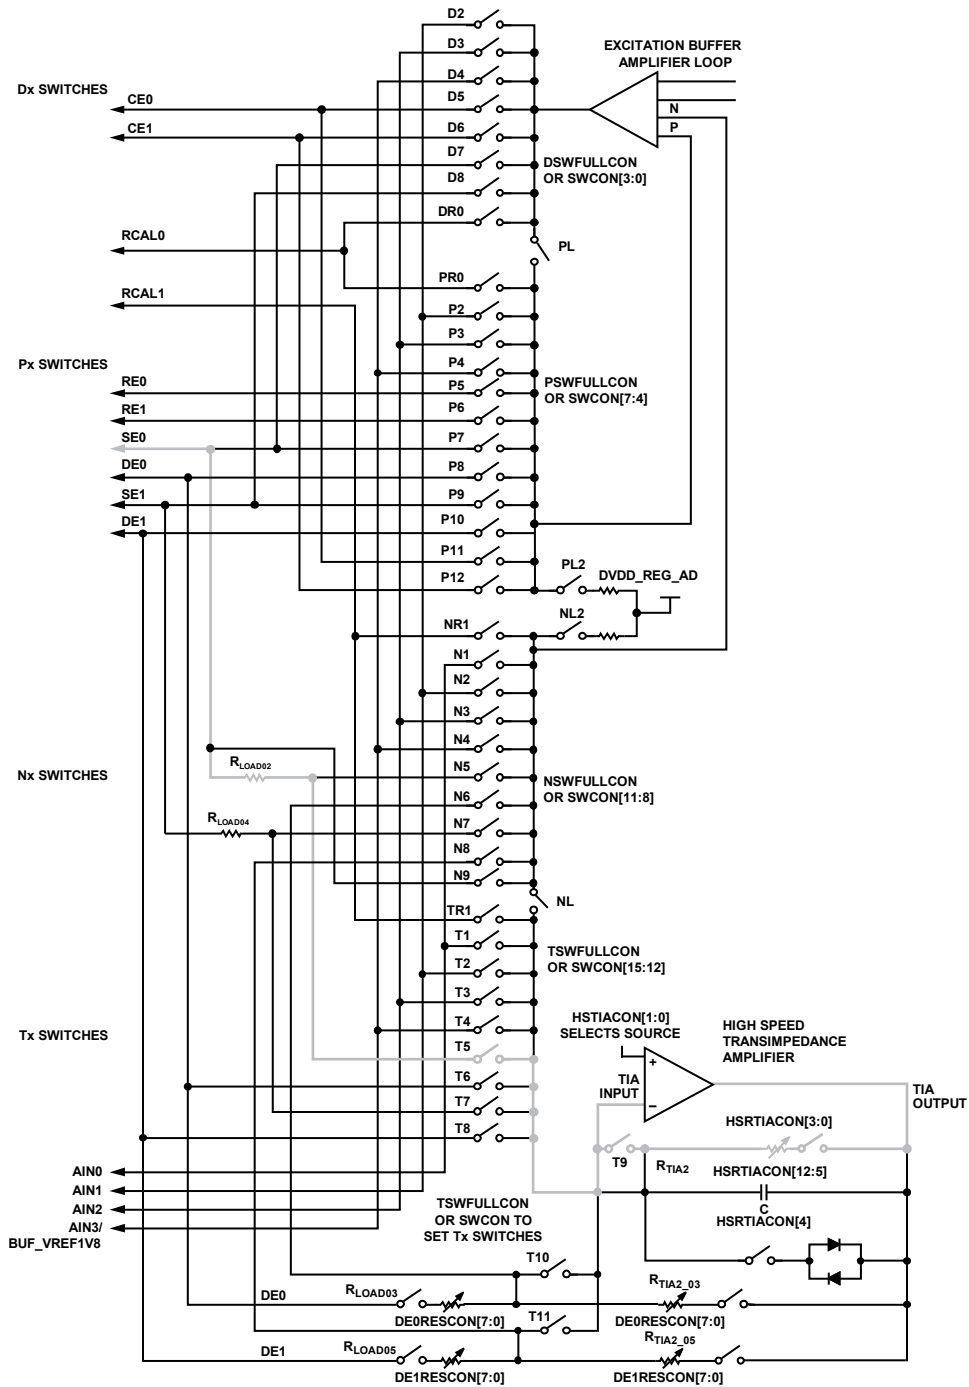 D2
D3
EXCITATION BUFFER
AMPLIFIER LOOP
D4
Dx SWITCHES
CE0
D5
N
CE1
D6
P
D7
DSWFULLCON
OR SWCON[3:0]
D8
DR0
RCAL0
PL
PR0
RCAL1
P2
P3
Px SWITCHES
P4
PSWFULLCON
OR SWCON[7:4]
RE0
P5
RE1
P6
SE0
P7
DE0
P8
SE1
P9
DE1
P10
P11
PL2
DVDD_REG_AD
P12
NL2
NR1
N1
N2
N3
N4
RLOAD02
Nx SWITCHES
N5
NSWFULLCON
OR SWCON[11:8]
N6
RLOAD04
N7
N8
N9
NL
TR1
T1
TSWFULLCON
OR SWCON[15:12]
T2
T3
Tx SWITCHES
T4
HSTIACON[1:0]
SELECTS SOURCE
HIGH SPEED
TRANSIMPEDANCE
AMPLIFIER
T5
+
TIA
INPUT
–
T6
TIA
OUTPUT
T7
HSRTIACON[3:0]
T8
T9
RTIA2
HSRTIACON[12:5]
AIN0
AIN1
C
HSRTIACON[4]
AIN2
AIN3/
BUF_VREF1V8
TSWFULLCON
OR SWCON TO
SET Tx SWITCHES
T10
DE0
RLOAD03
RTIA2_03
DE0RESCON[7:0]
T11
DE0RESCON[7:0]
DE1
RLOAD05
RTIA2_05
DE1RESCON[7:0]
DE1RESCON[7:0]